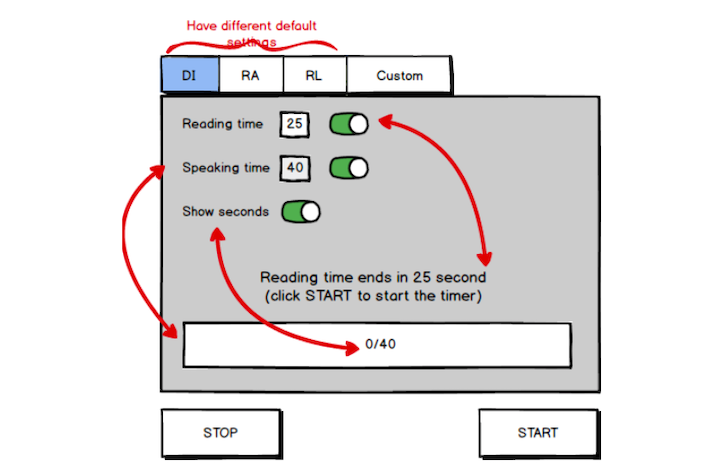 Have different default
settings
DI
RA
RL
Custom
Reading time 25
Speaking time 40
Show seconds
Reading time ends in 25 second
(click START to start the timer)
0/40
STOP
START